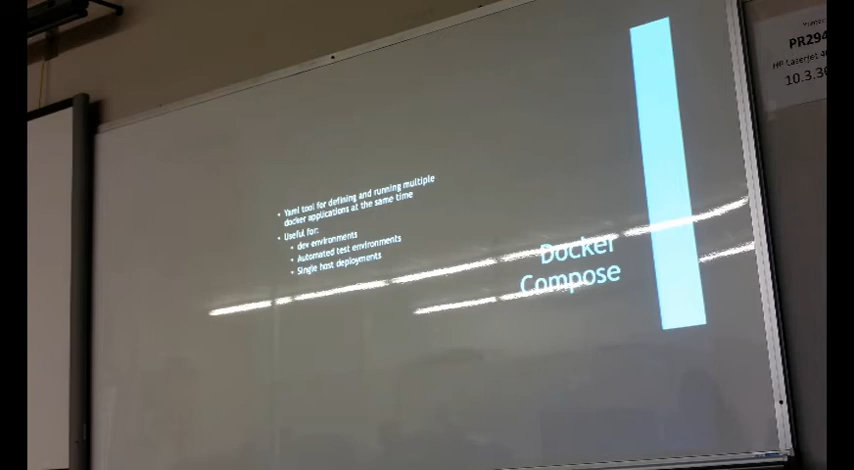 Yaml tool for defining and running multiple
docker applications at the same time
Useful for:
dev environments
Automated test environments
Single host deployments
Docker
Compose
PR294
HP LaserJet
10.3.30